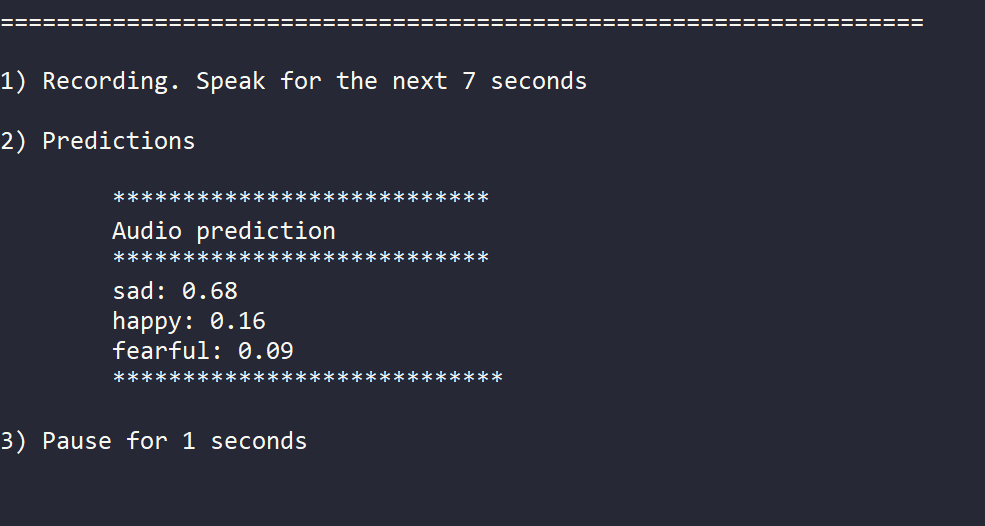 ==================================================================
1) Recording. Speak for the next 7 seconds
2) Predictions
***************************
Audio prediction
***************************
sad: 0.68
happy: 0.16
fearful: 0.09
****************************
3) Pause for 1 seconds